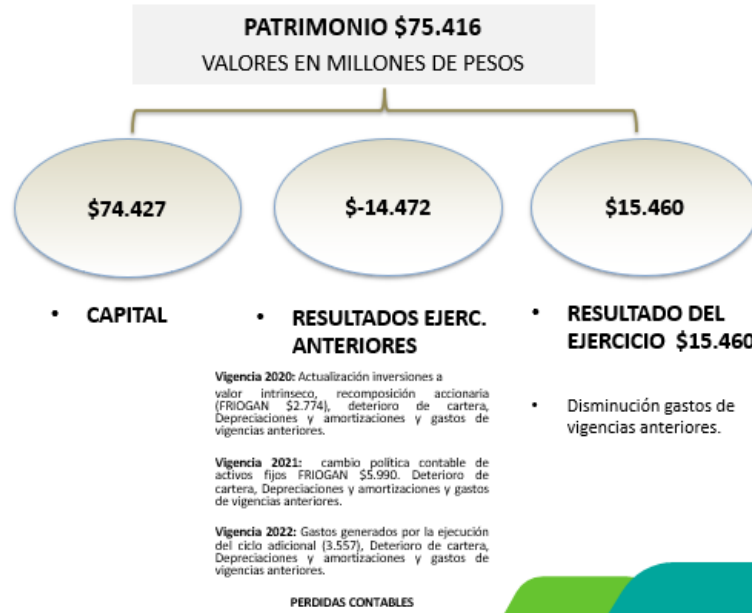 PATRIMONIO $75.416
VALORES EN MILLONES DE PESOS
$74.427
$-14.472
$15.460
• CAPITAL
• RESULTADOS EJERC.
ANTERIORES
Vigencia 2020: Actualización inversiones a
valor intrinseco, recomposición accionaria
(FRIOGAN $2.774), deterioro de cartera,
Depreciaciones y amortizaciones y gastos de
vigencias anteriores.
Vigencia 2021: cambio política contable de
activos fijos FRIOGAN $5.990. Deterioro de
cartera, Depreciaciones y amortizaciones y gastos
de vigencias anteriores.
Vigencia 2022: Gastos generados por la ejecución
del ciclo adicional (3.557), Deterioro de cartera,
Depreciaciones y amortizaciones y gastos de
vigencias anteriores.
PERDIDAS CONTABLES
• RESULTADO DEL
EJERCICIO $15.460
• Disminución gastos de
vigencias anteriores.